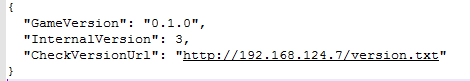 {
  "GameVersion": "0.1.0",
  "InternalVersion": 3,
  "CheckVersionUrl": "http://192.168.124.7/version.txt"
}